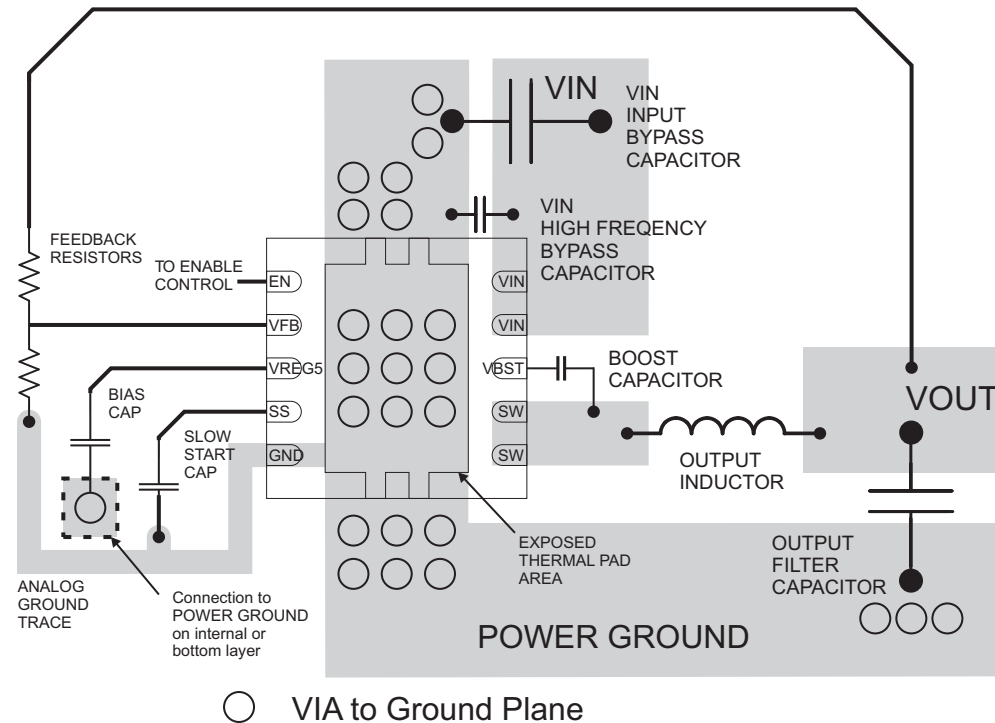 VIN
VIN
INPUT
BYPASS
CAPACITOR
VIN
HIGH FREQENCY
BYPASS
CAPACITOR
FEEDBACK
RESISTORS
TO ENABLE
CONTROL
EN
VFB
VREG5
SS
GND
VIN
VIN
VBST
SW
SW
BOOST
CAPACITOR
VOUT
BIAS
CAP
SLOW
START
CAP
OUTPUT
INDUCTOR
EXPOSED
THERMAL PAD
AREA
OUTPUT
FILTER
CAPACITOR
ANALOG
GROUND
TRACE
Connection to
POWER GROUND
on internal or
bottom layer
POWER GROUND
VIA to Ground Plane